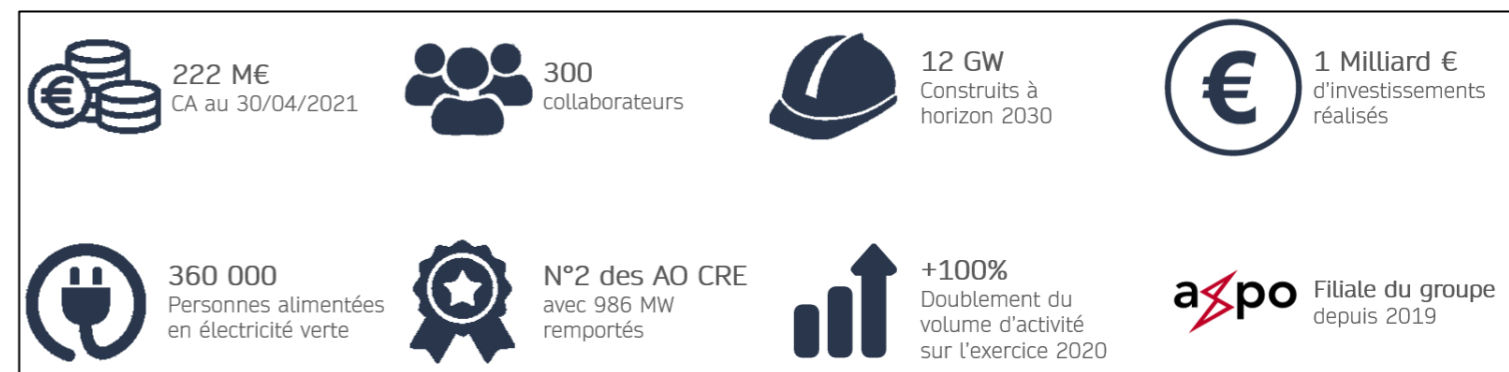 222 M€
CA au 30/04/2021
300
collaborateurs
12 GW
Construits à
horizon 2030
€
1 Milliard €
d'investissements
réalisés
360 000
Personnes alimentées
en électricité verte
N°2 des AO CRE
avec 986 MW
remportés
+100%
Doublement du
volume d'activité
sur l'exercice 2020
axpo
Filiale du groupe
depuis 2019